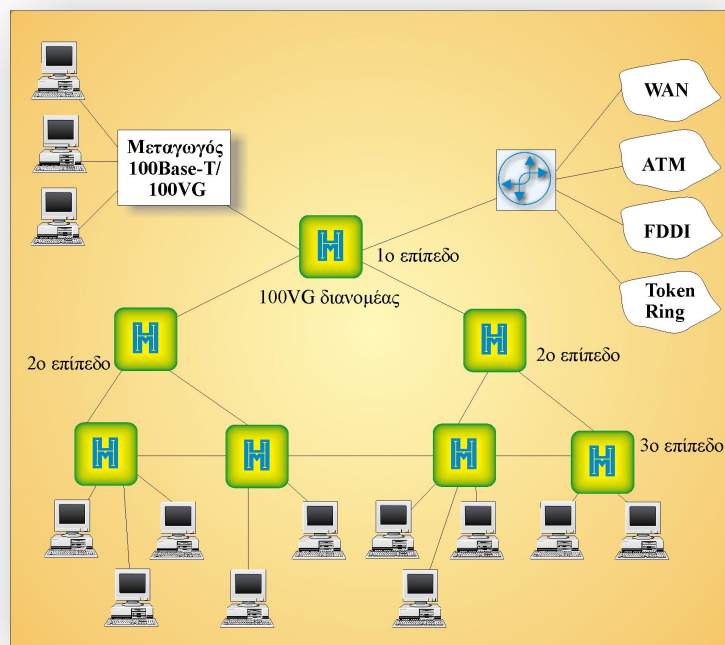 Μεταγωγός
100Base-T/
100VG
WAN
ATM
FDDI
Token
Ring
1ο επίπεδο
100VG διανομέας
2ο επίπεδο
2ο επίπεδο
3ο επίπεδο
H
H
H
H
H
H
H